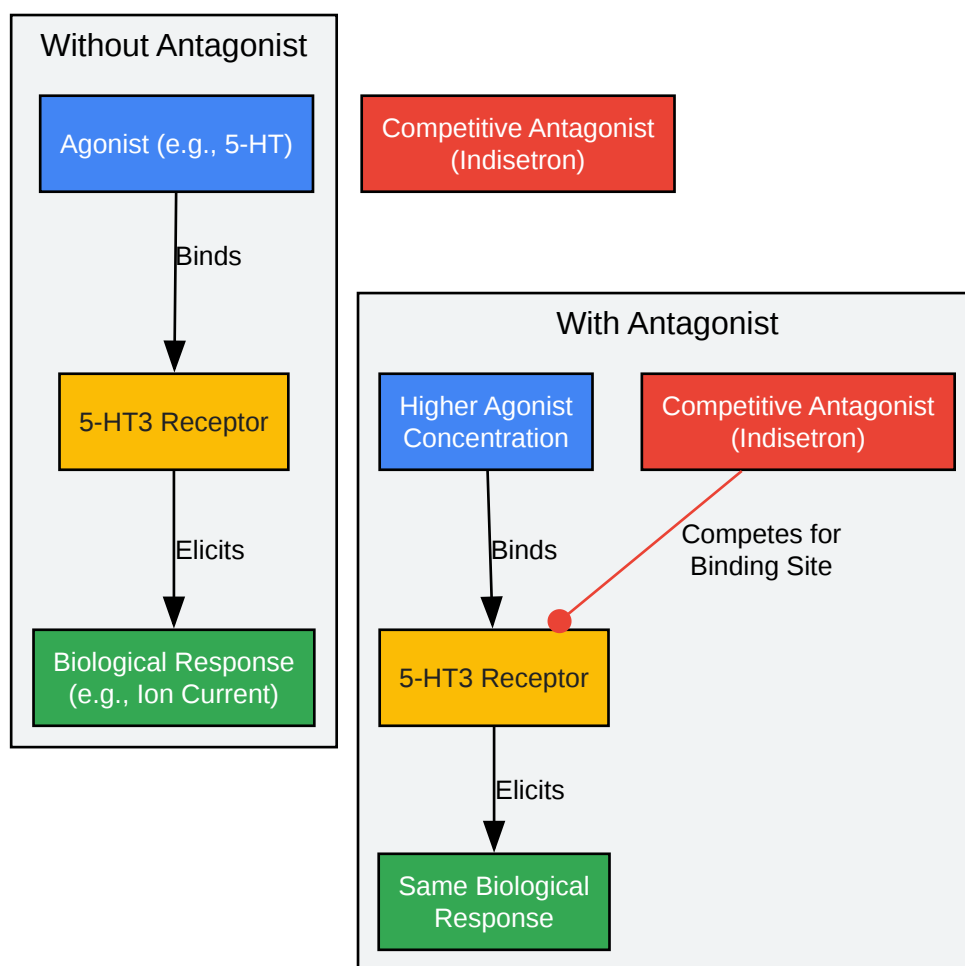 Without Antagonist
Agonist (e.g., 5-HT)
Binds
5-HT3 Receptor
Elicits
Biological Response
(e.g., Ion Current)
Competitive Antagonist
(Indisetron)
With Antagonist
Higher Agonist
Concentration
Competitive Antagonist
(Indisetron)
Binds
Competes for
Binding Site
5-HT3 Receptor
Elicits
Same Biological
Response